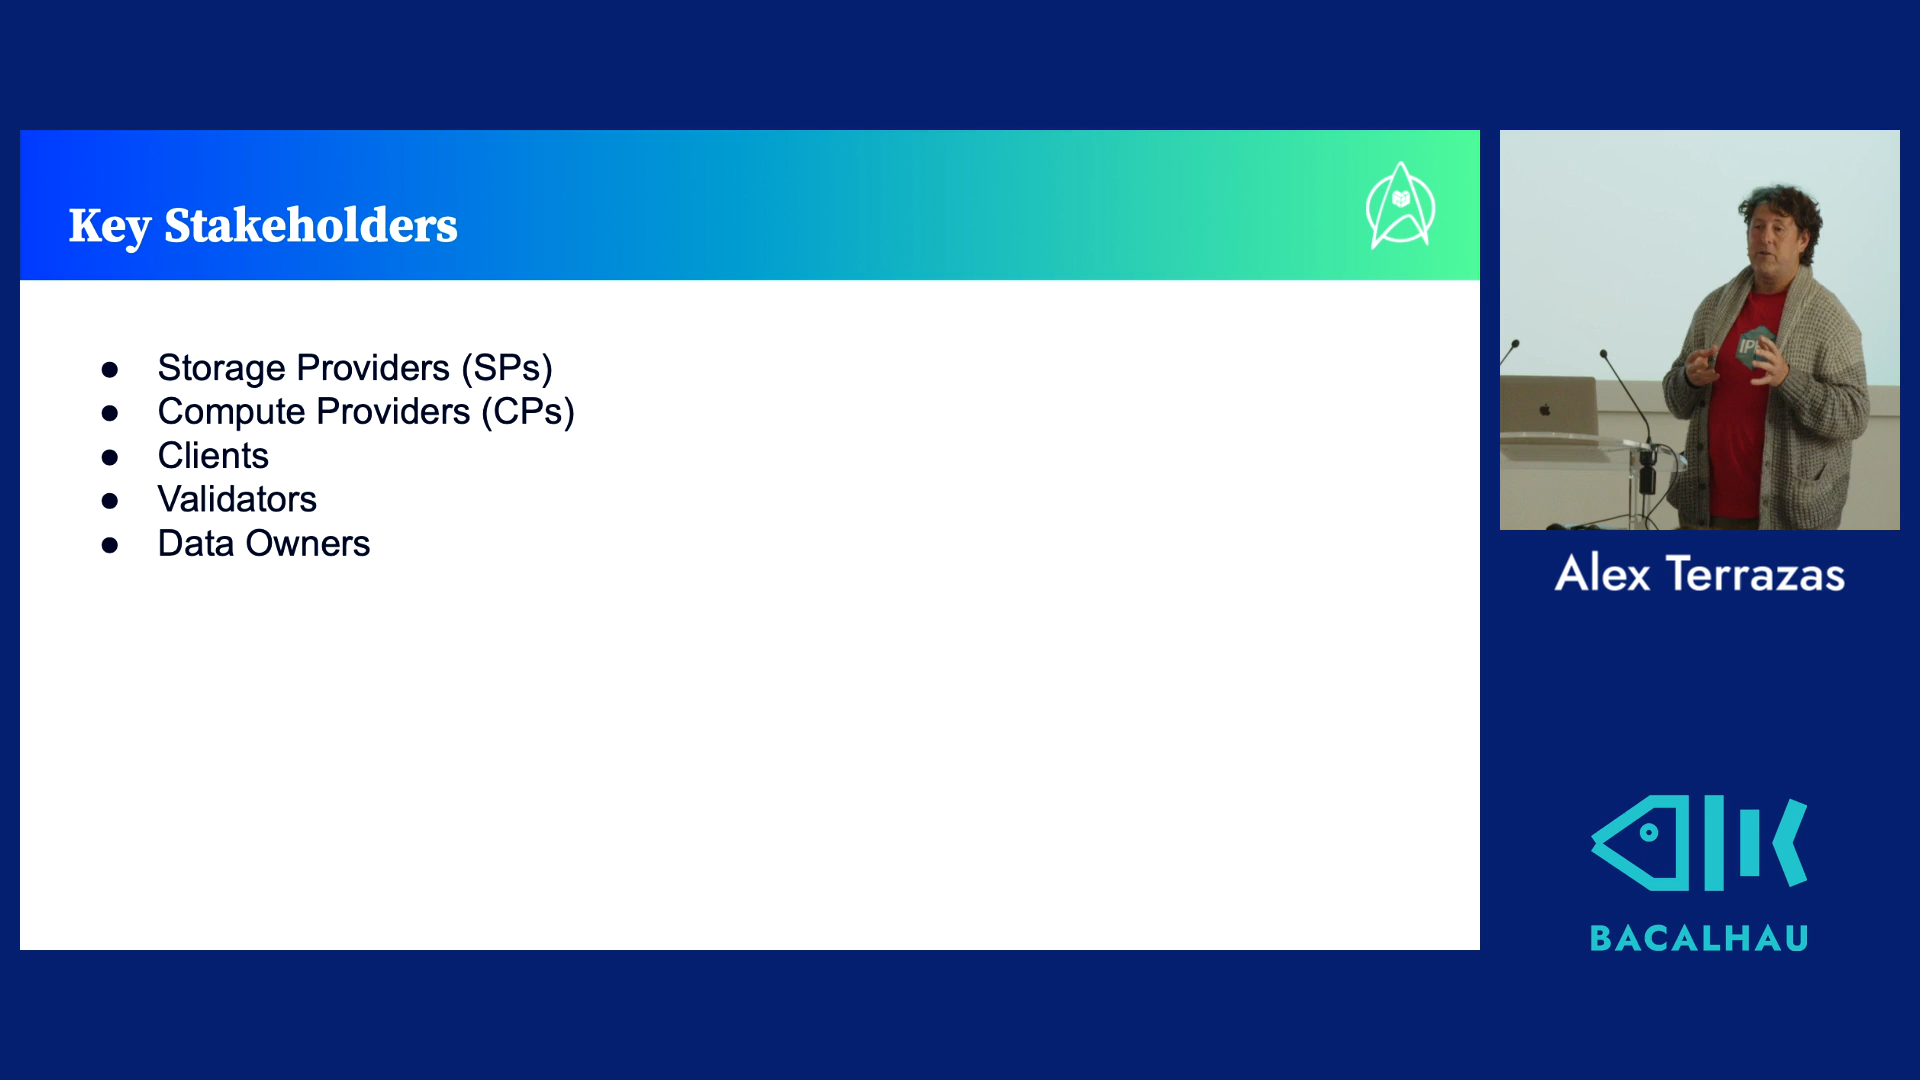 Key Stakeholders
● Storage Providers (SPs)
● Compute Providers (CPs)
● Clients
● Validators
● Data Owners
Alex Terrazas
BACALHAU